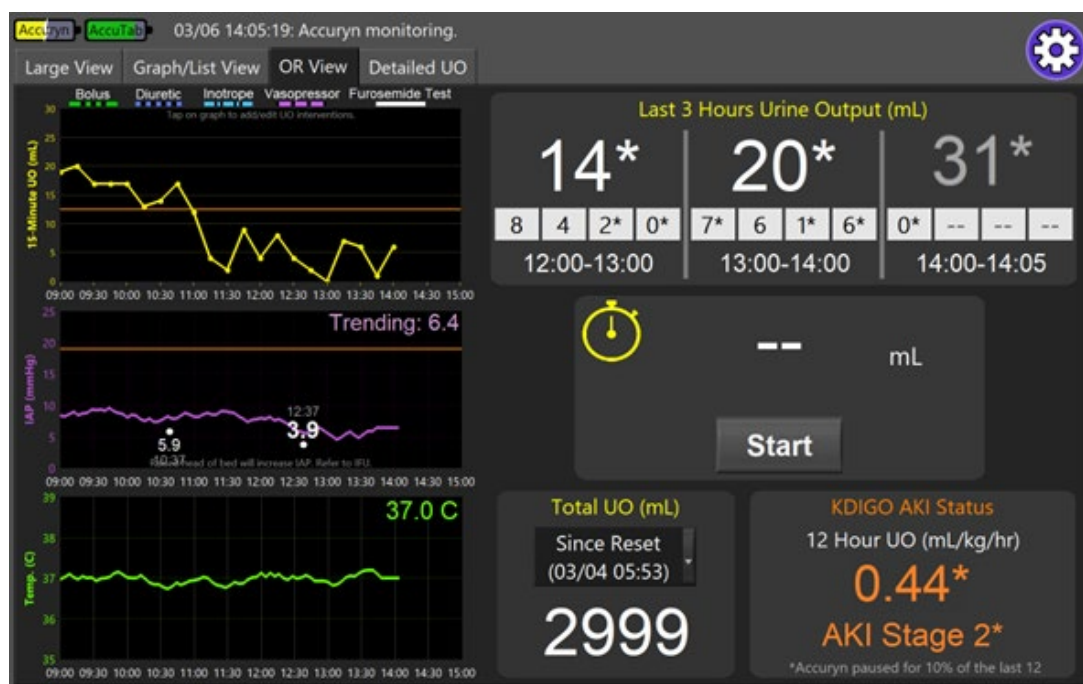 Accuryn AccuTab 03/06 14:05:19: Accuryn monitoring.
Large View Graph/List View OR View Detailed UO
Bolus Diuretic Inotrope Vasopressor Furosemide Test
Tap on graph to add/edit UO interventions.
15-Minute UO (mL)
30
25
20
15
10
5
0
09:00 09:30 10:00 10:30 11:00 11:30 12:00 12:30 13:00 13:30 14:00 14:30 15:00
Trending: 6.4
IAP (mmHg)
25
20
15
10
5
0
12:37
3.9
5.9
10:37
Raised head of bed will increase IAP. Refer to IFU.
09:00 09:30 10:00 10:30 11:00 11:30 12:00 12:30 13:00 13:30 14:00 14:30 15:00
37.0 C
Temp. (C)
39
38
37
36
35
09:00 09:30 10:00 10:30 11:00 11:30 12:00 12:30 13:00 13:30 14:00 14:30 15:00
Last 3 Hours Urine Output (mL)
14* 20* 31*
8 4 2* 0* 7* 6 1* 6* 0* -- -- --
12:00-13:00 13:00-14:00 14:00-14:05
-- mL
Start
Total UO (mL)
Since Reset
(03/04 05:53)
2999
KDIGO AKI Status
12 Hour UO (mL/kg/hr)
0.44*
AKI Stage 2*
*Accuryn paused for 10% of the last 12